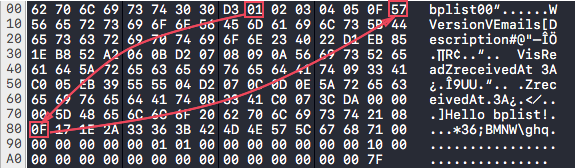 00 62 70 6C 69 73 74 30 30 D3 01 02 03 04 05 0F 57 bplist00”......W
10 56 65 72 73 69 6F 6E 56 45 6D 61 69 6C 73 5B 44 VersionVEmails[D
20 65 73 63 72 69 70 74 69 6F 6E 23 40 22 D1 EB 85 escription#@"—ÎÖ
30 1E B8 52 A2 06 0B D2 07 08 09 0A 56 69 73 52 65 .∏R¢..“....VisRe
40 61 64 5A 72 65 63 65 69 76 65 64 41 74 09 33 41 adZreceivedAt.3A
50 C0 05 EB 39 55 55 04 D2 07 0C 0D 0E 5A 72 65 63 ¿.Î9UU.“....Zrec
60 65 69 76 65 64 41 74 08 33 41 C0 07 3C DA 00 00 eivedAt.3A¿.<⁄..
70 00 5D 48 65 6C 6C 6F 20 62 70 6C 69 73 74 21 08 .]Hello bplist!.
80 0F 17 1E 2A 33 36 3B 42 4D 4E 57 5C 67 68 71 00 ...*36;BMNW\ghq.
90 00 00 00 00 00 01 01 00 00 00 00 00 00 00 10 00 ................
A0 00 00 00 00 00 00 00 00 00 00 00 00 00 7F ..............